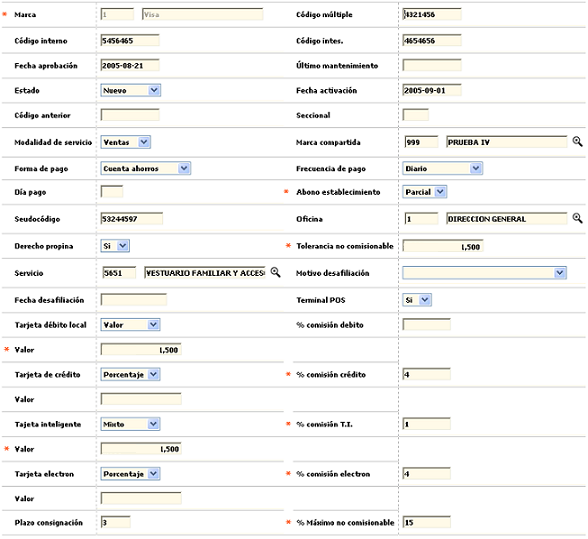 * Marca 1 Visa Código múltiple 4321456
Código interno 5456465 Código intes. 4654656
Fecha aprobación 2005-08-21 Último mantenimiento
Estado Nuevo Fecha activación 2005-09-01
Código anterior Seccional
Modalidad de servicio Ventas Marca compartida 999 PRUEBA IV
Forma de pago Cuenta ahorros Frecuencia de pago Diario
Día pago * Abono establecimiento Parcial
Seudocódigo 53244597 Oficina 1 DIRECCION GENERAL
Derecho propina Si * Tolerancia no comisionable 1,500
Servicio 5651 VESTUARIO FAMILIAR Y ACCES Motivo desafiliación
Fecha desafiliación Terminal POS Si
Tarjeta débito local Valor % comisión debito
* Valor 1,500
Tarjeta de crédito Porcentaje * % comisión crédito 4
Valor
Tajeta inteligente Mixto * % comisión T.I. 1
* Valor 1,500
Tarjeta electron Porcentaje * % comisión electron 4
Valor
Plazo consignación 3 * % Máximo no comisionable 15